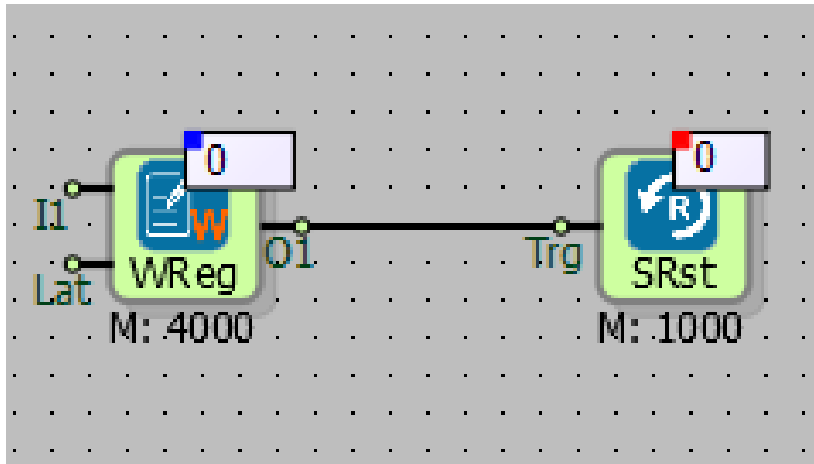 0
0
I1
W
R
O1
Trg
Lat
WReg
SRst
M: 4000
M: 1000